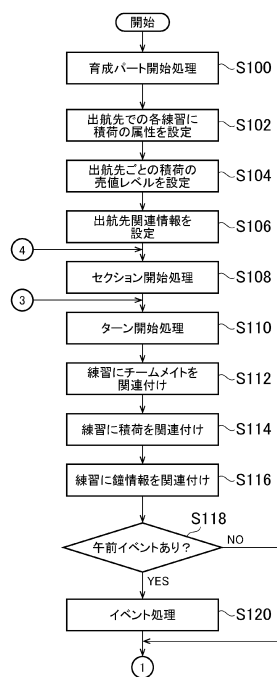 開始
育成パート開始処理
S100
出航先での各練習に
積荷の属性を設定
S102
出航先ごとの積荷の
売値レベルを設定
S104
出航先関連情報を
設定
S106
4
セクション開始処理
S108
3
ターン開始処理
S110
練習にチームメイトを
関連付け
S112
練習に積荷を関連付け
S114
練習に鐘情報を関連付け
S116
S118
午前イベントあり?
NO
YES
イベント処理
S120
1